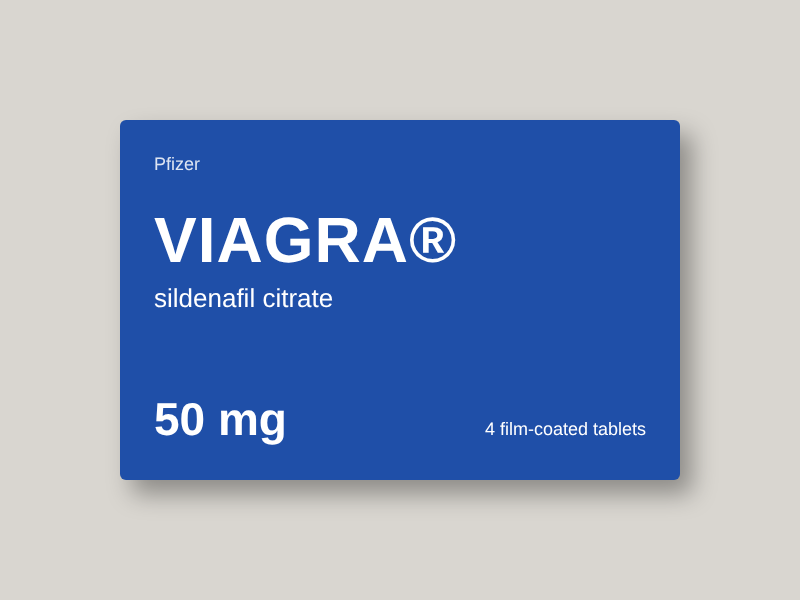 Pfizer
VIAGRA®
sildenafil citrate
50 mg
4 film-coated tablets